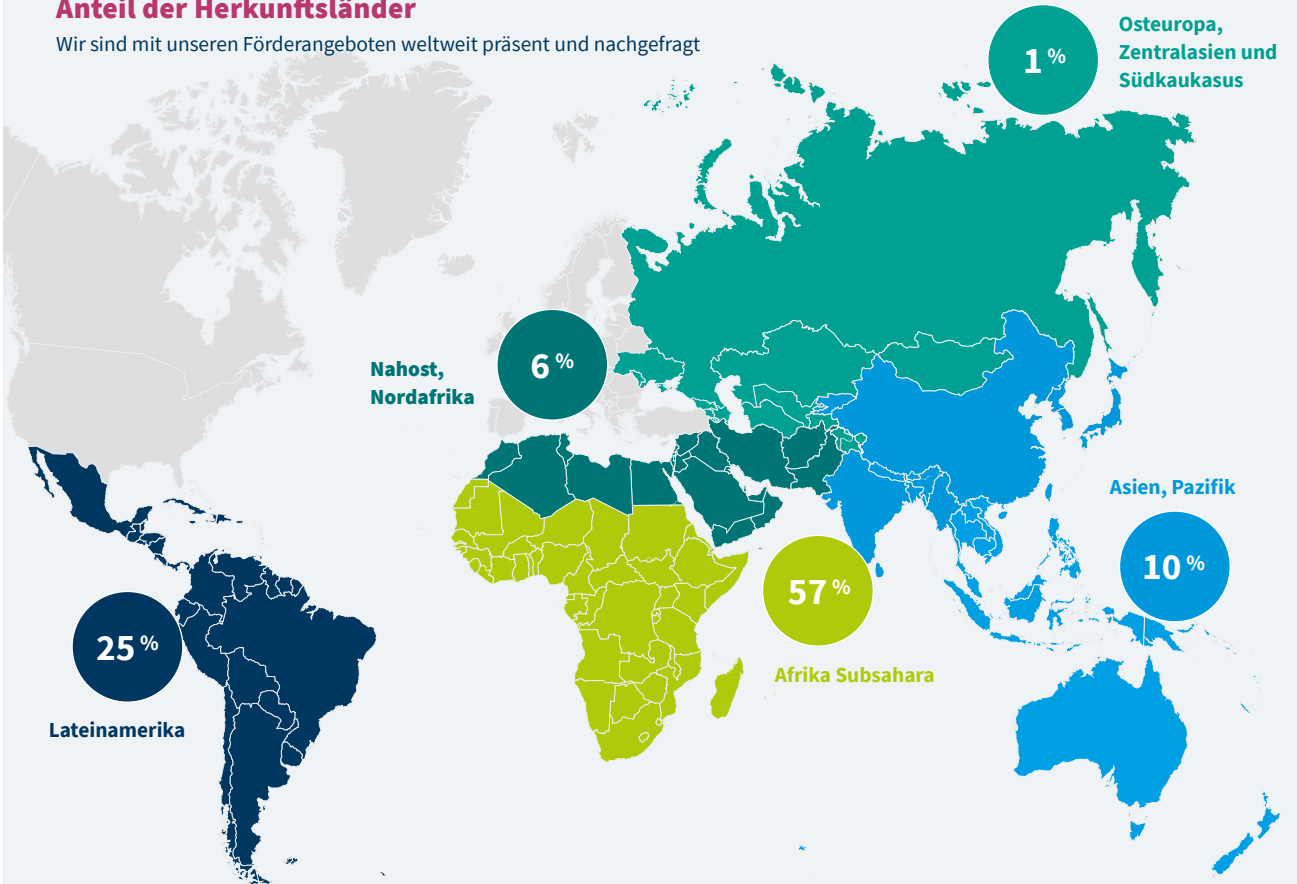 Anteil der Herkunftsländer
Wir sind mit unseren Förderangeboten weltweit präsent und nachgefragt
1 %
Osteuropa,
Zentralasien und
Südkaukasus
Nahost,
Nordafrika
6 %
Asien, Pazifik
10 %
57 %
Afrika Subsahara
25 %
Lateinamerika